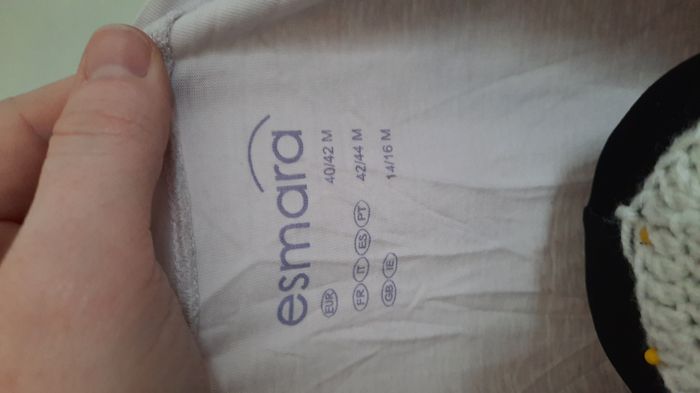 esmara
EUR 40/42 M
FR IT ES PT 42/44 M
GB IE 14/16 M